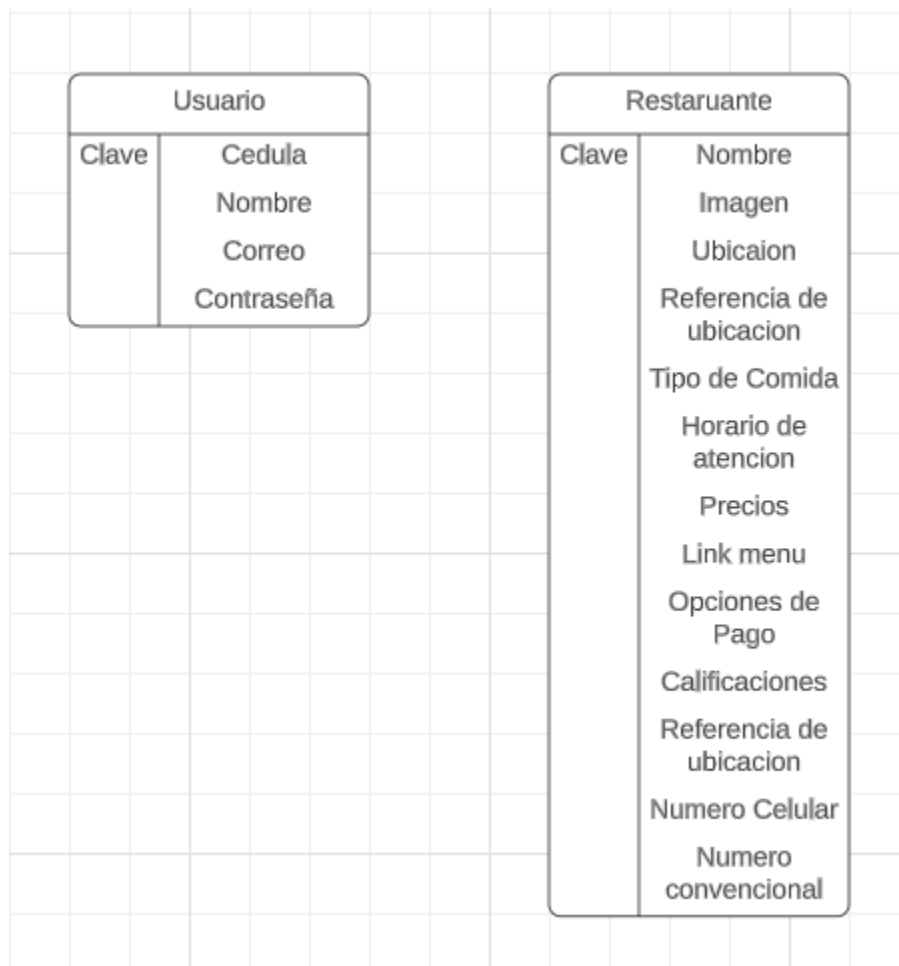 Usuario
Clave Cedula
Nombre
Correo
Contraseña
Restaruante
Clave Nombre
Imagen
Ubicaion
Referencia de
ubicacion
Tipo de Comida
Horario de
atencion
Precios
Link menu
Opciones de
Pago
Calificaciones
Referencia de
ubicacion
Numero Celular
Numero
convencional